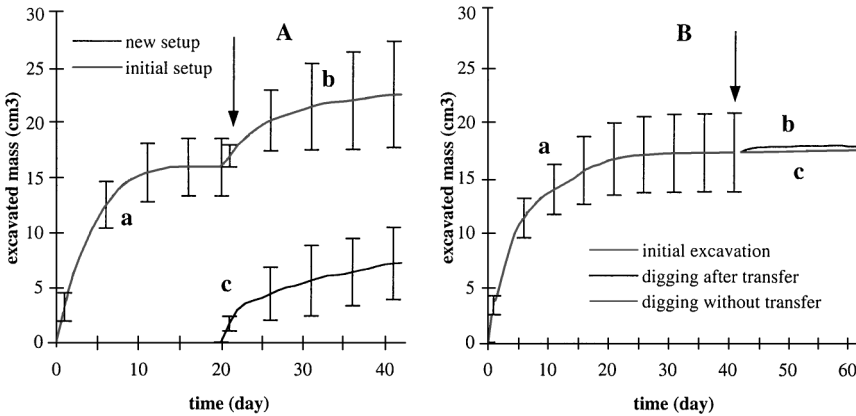 30
25
20
15
10
5
0
excavated mass (cm3)
new setup
initial setup
A
a
b
c
0
10
20
30
40
time (day)
30
25
20
15
10
5
0
excavated mass (cm3)
B
a
b
c
initial excavation
digging after transfer
digging without transfer
0
10
20
30
40
50
60
time (day)